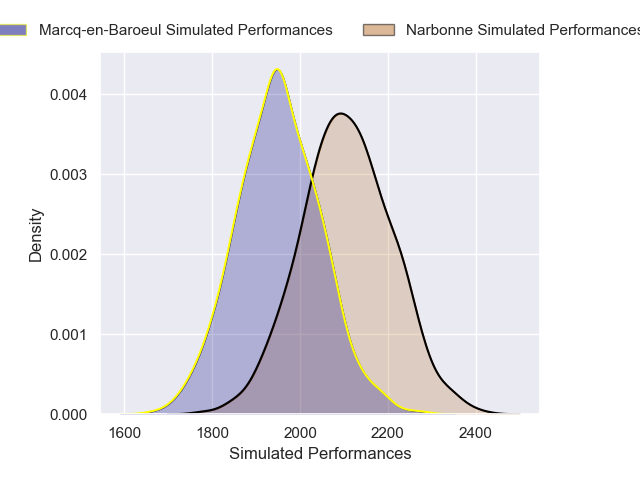 Marcq-en-Baroeul Simulated Performances
Narbonne Simulated Performances
0.004
0.003
0.002
0.001
0.000
Density
1600 1800 2000 2200 2400
Simulated Performances